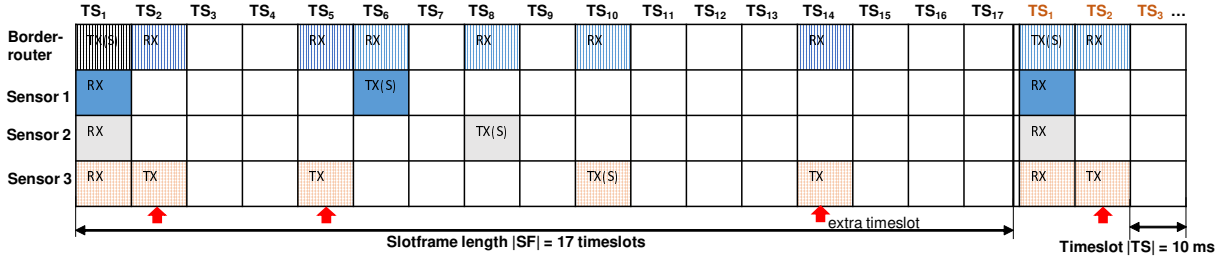 TS1 TS2 TS3 TS4 TS5 TS6 TS7 TS8 TS9 TS10 TS11 TS12 TS13 TS14 TS15 TS16 TS17 TS1 TS2 TS3 ...
Border-router TX(S) RX RX RX RX RX RX TX(S) RX
Sensor 1 RX TX(S) RX
Sensor 2 RX TX(S) RX
Sensor 3 RX TX TX TX(S) TX RX TX
extra timeslot
Slotframe length |SF| = 17 timeslots
Timeslot |TS| = 10 ms